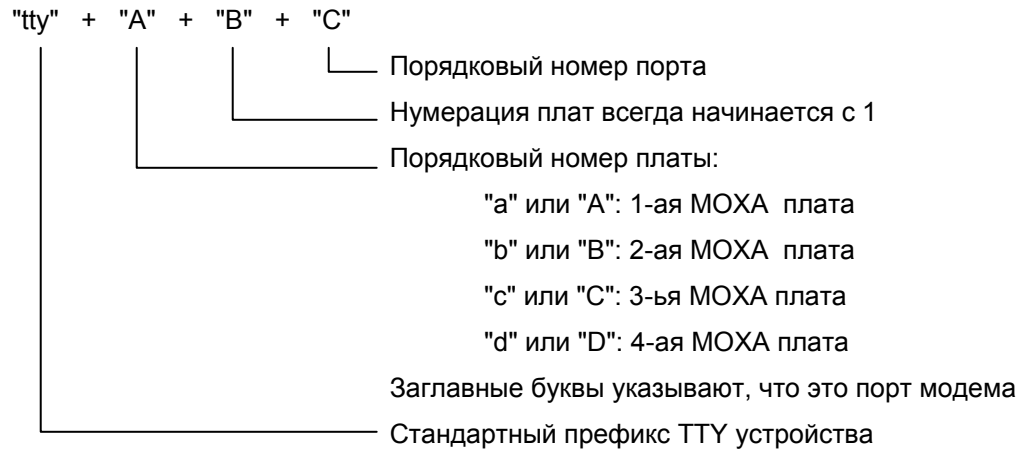 "tty" + "A" + "B" + "C"
Порядковый номер порта
Нумерация плат всегда начинается с 1
Порядковый номер платы:
"a" или "A": 1-ая MOXA плата
"b" или "B": 2-ая MOXA плата
"c" или "C": 3-ья MOXA плата
"d" или "D": 4-ая MOXA плата
Заглавные буквы указывают, что это порт модема
Стандартный префикс TTY устройства